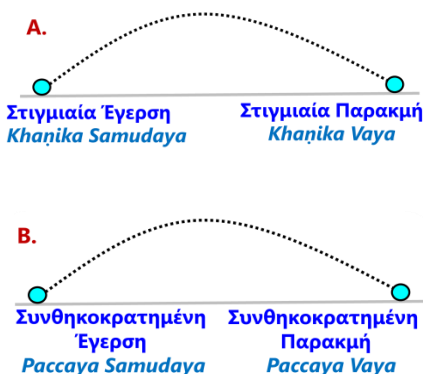 A.
Στιγμιαία Έγερση Στιγμιαία Παρακμή
Khaṇika Samudaya Khaṇika Vaya
B.
Συνθηκοκρατημένη Συνθηκοκρατημένη
Έγερση Παρακμή
Paccaya Samudaya Paccaya Vaya